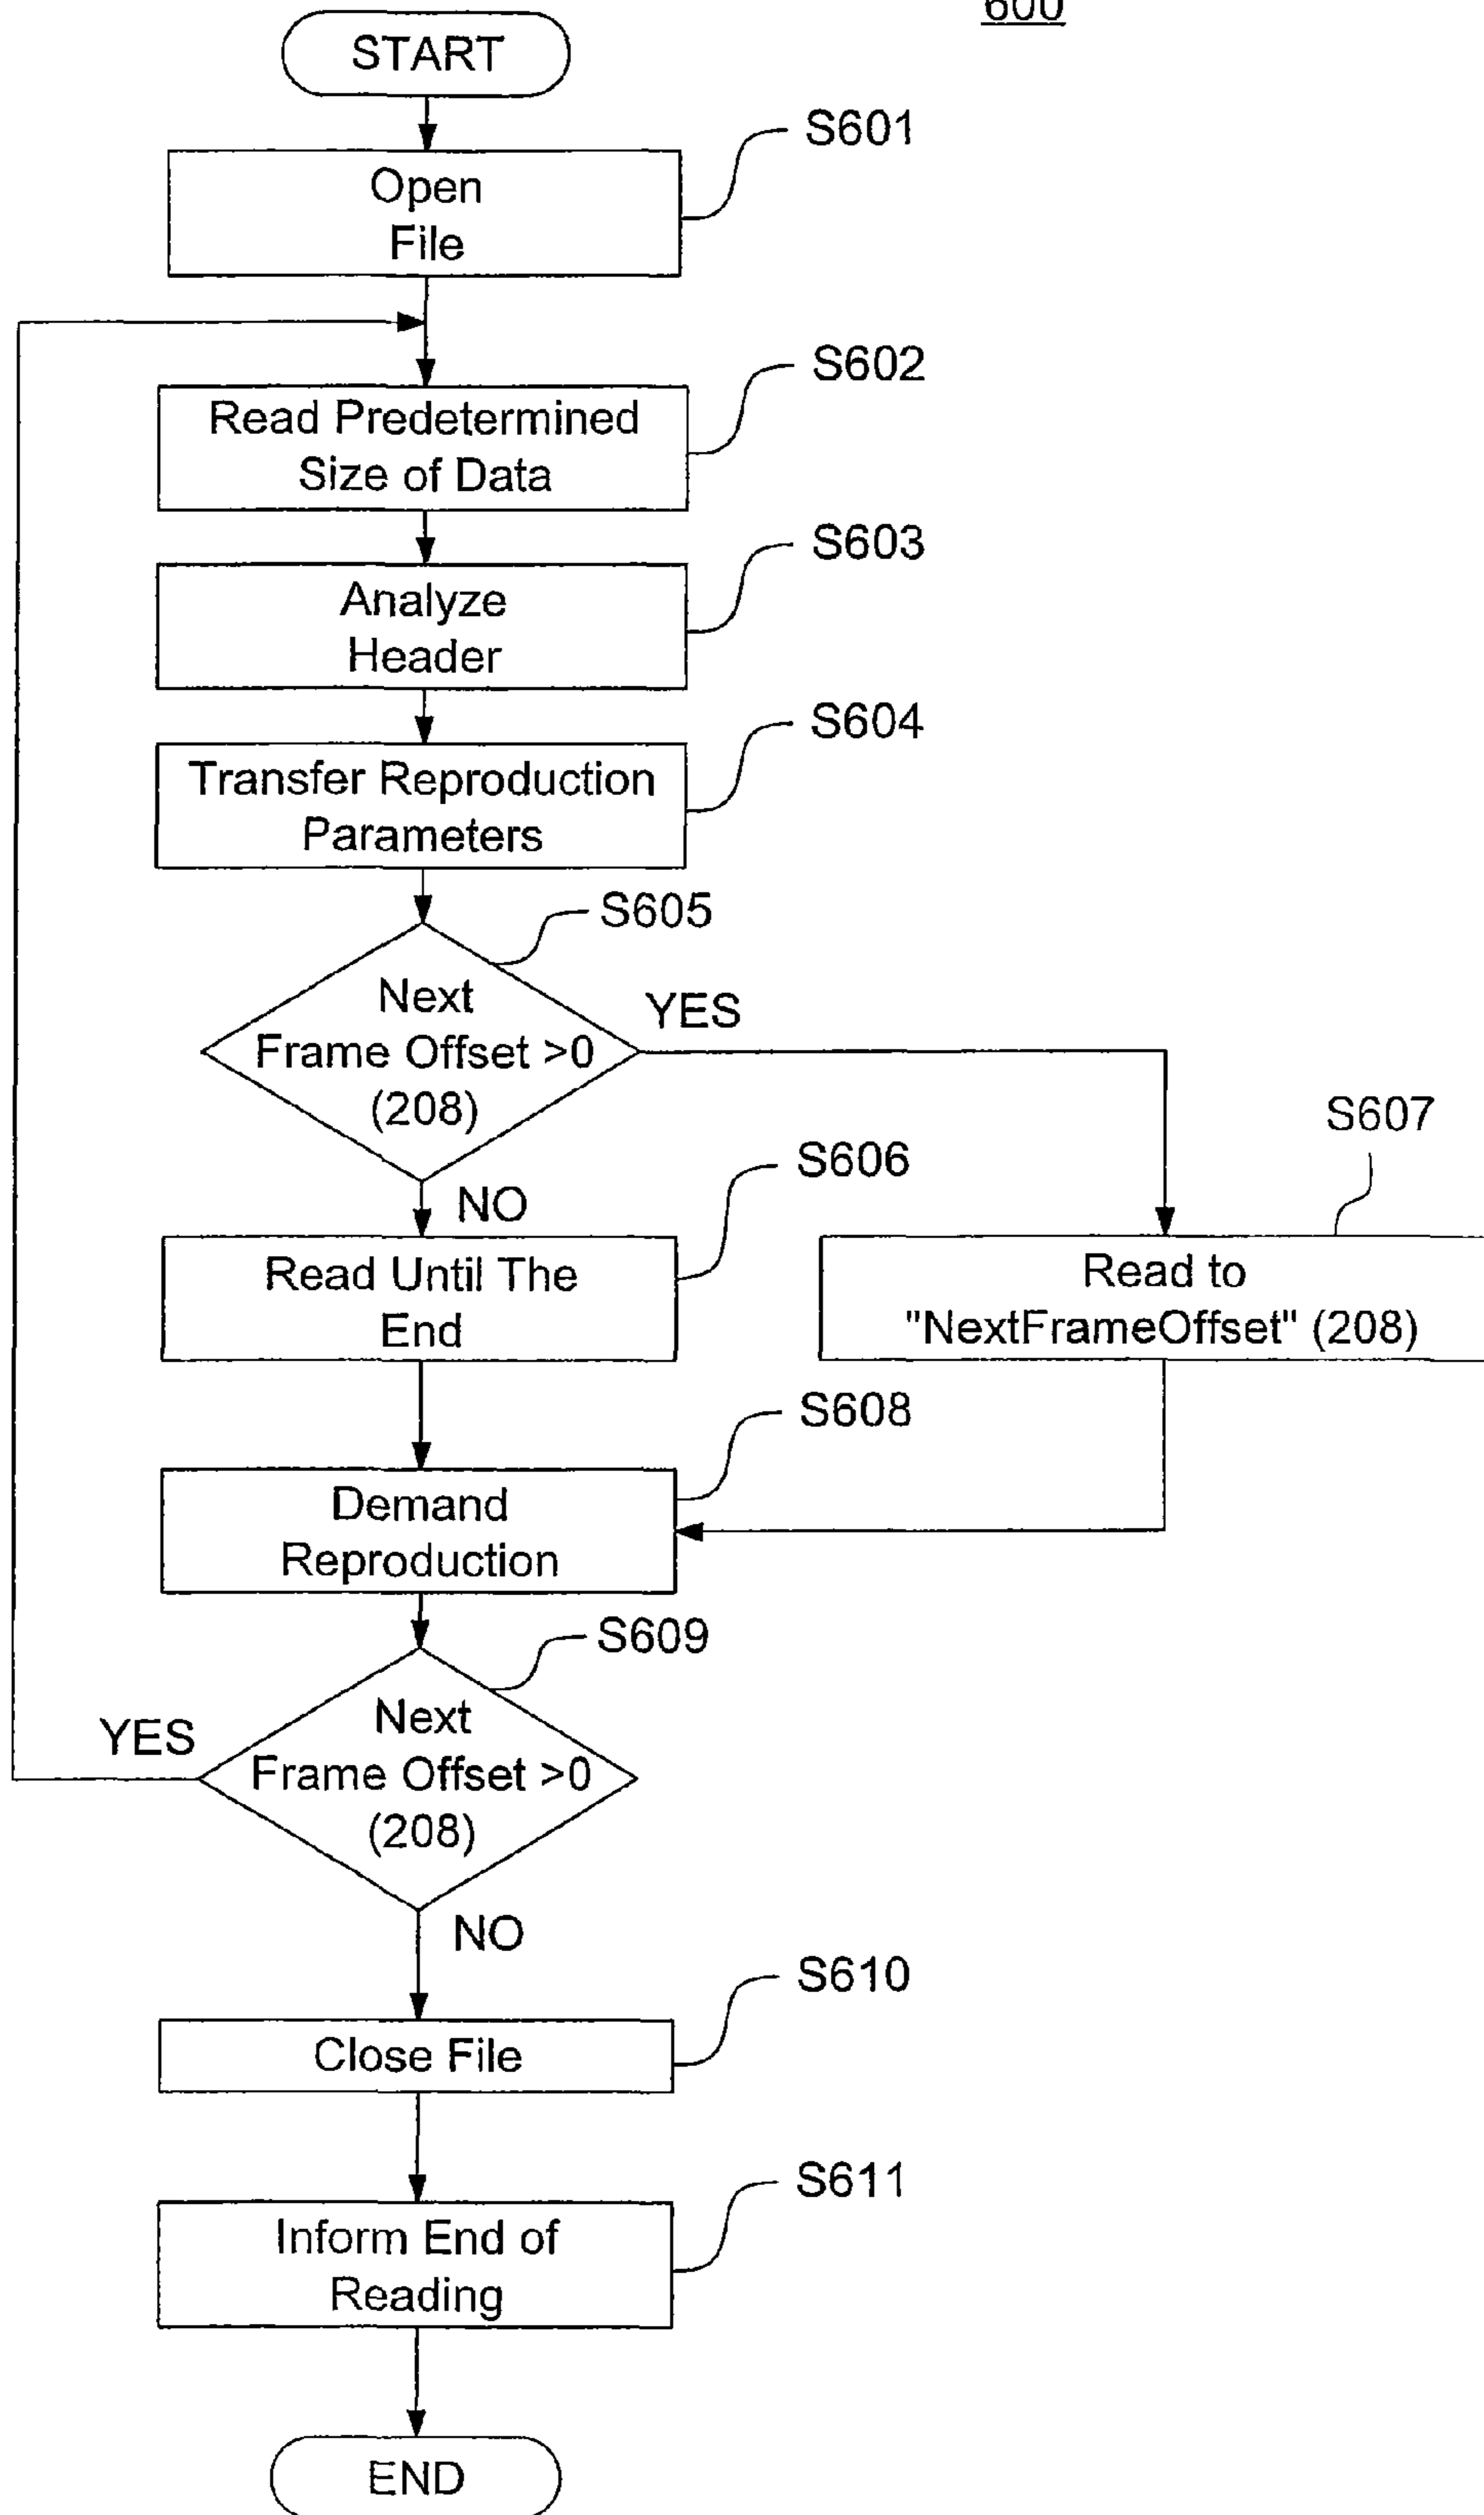 600
START
S601
Open
File
S602
Read Predetermined
Size of Data
S603
Analyze
Header
S604
Transfer Reproduction
Parameters
S605
Next
Frame Offset >0
(208)
YES
S607
S606
NO
Read Until The
End
Read to
"NextFrameOffset" (208)
S608
Demand
Reproduction
S609
Next
Frame Offset >0
(208)
YES
NO
S610
Close File
S611
Inform End of
Reading
END